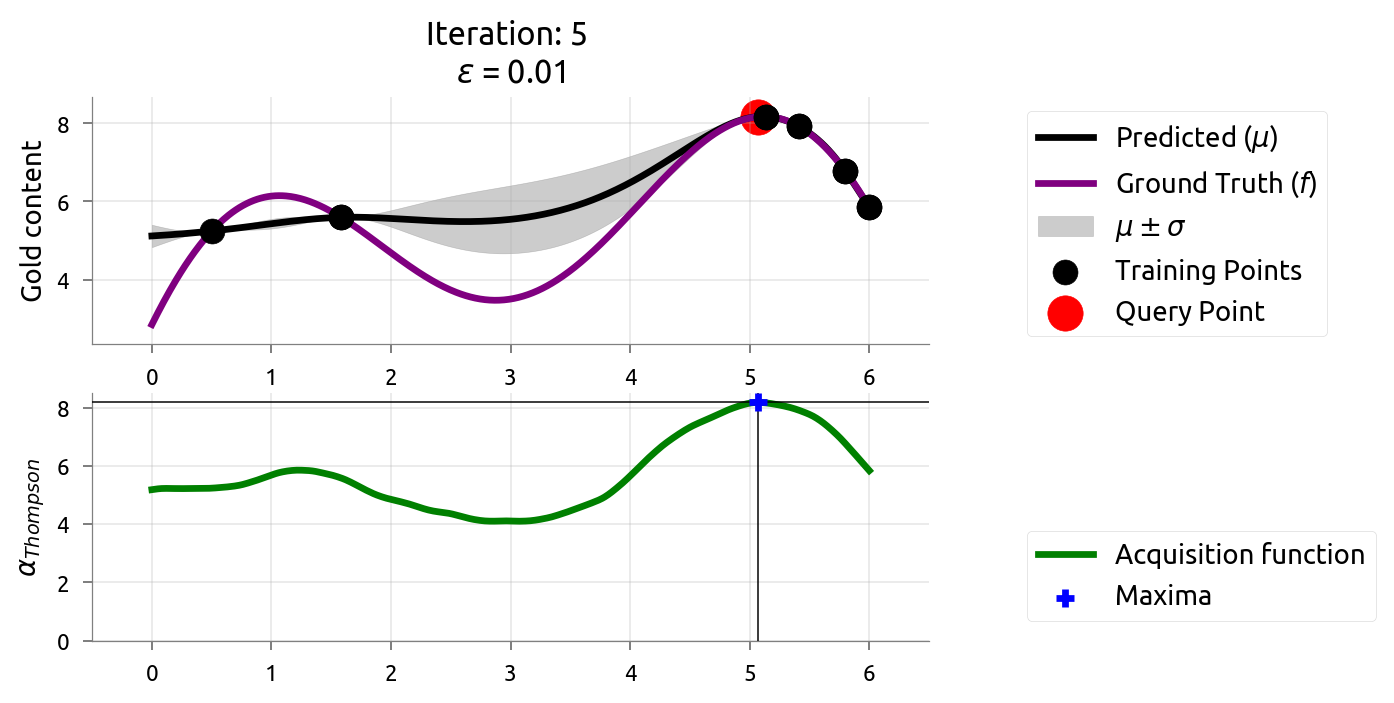 Iteration: 5
ε = 0.01
Gold content
8
6
4
0 1 2 3 4 5 6
Predicted (μ)
Ground Truth (f)
μ ± σ
Training Points
Query Point
α_Thompson
8
6
4
2
0
0 1 2 3 4 5 6
Acquisition function
Maxima